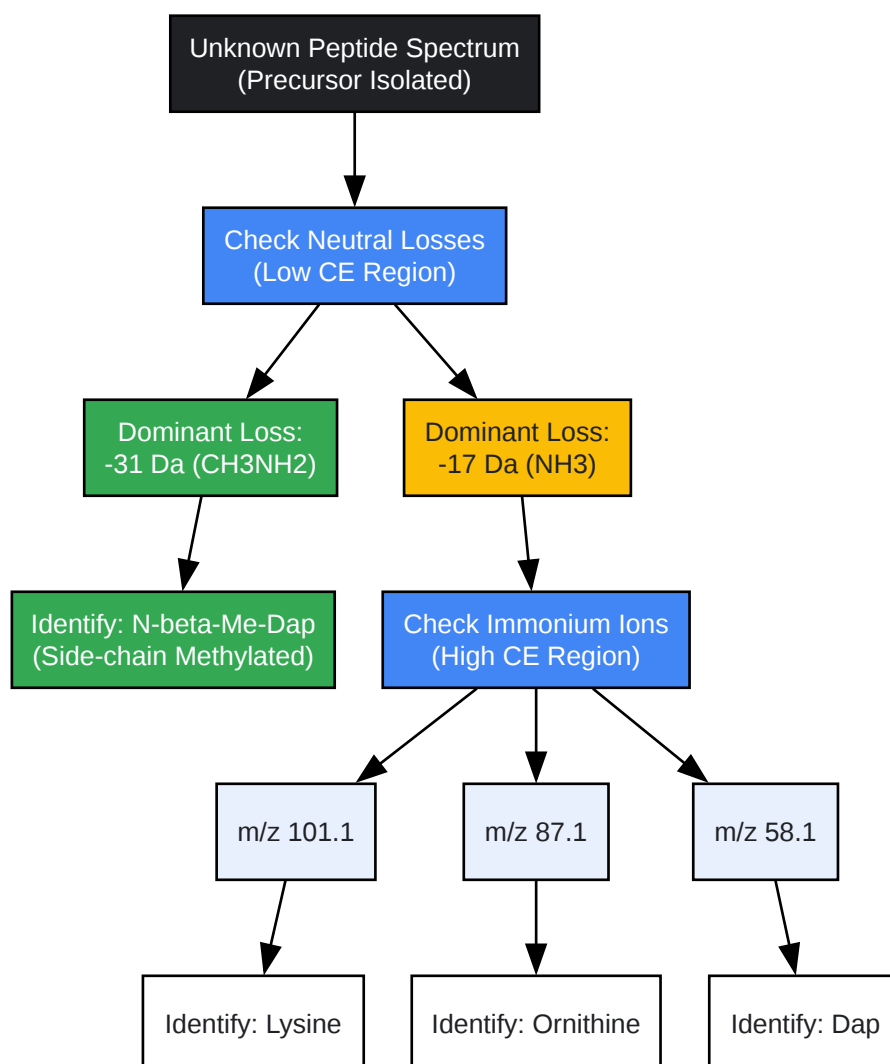 Unknown Peptide Spectrum
(Precursor Isolated)
Check Neutral Losses
(Low CE Region)
Dominant Loss:
-31 Da (CH3NH2)
Dominant Loss:
-17 Da (NH3)
Identify: N-beta-Me-Dap
(Side-chain Methylated)
Check Immonium Ions
(High CE Region)
m/z 101.1
m/z 87.1
m/z 58.1
Identify: Lysine
Identify: Ornithine
Identify: Dap